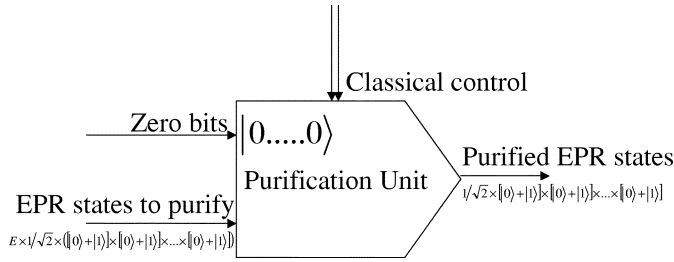 Classical control
Zero bits
|0.....0⟩
Purification Unit
Purified EPR states
1/√2×[|0⟩+|1⟩]×[|0⟩+|1⟩]×...×[|0⟩+|1⟩]
EPR states to purify
E×1/√2×([|0⟩+|1⟩]×[|0⟩+|1⟩]×...×[|0⟩+|1⟩])